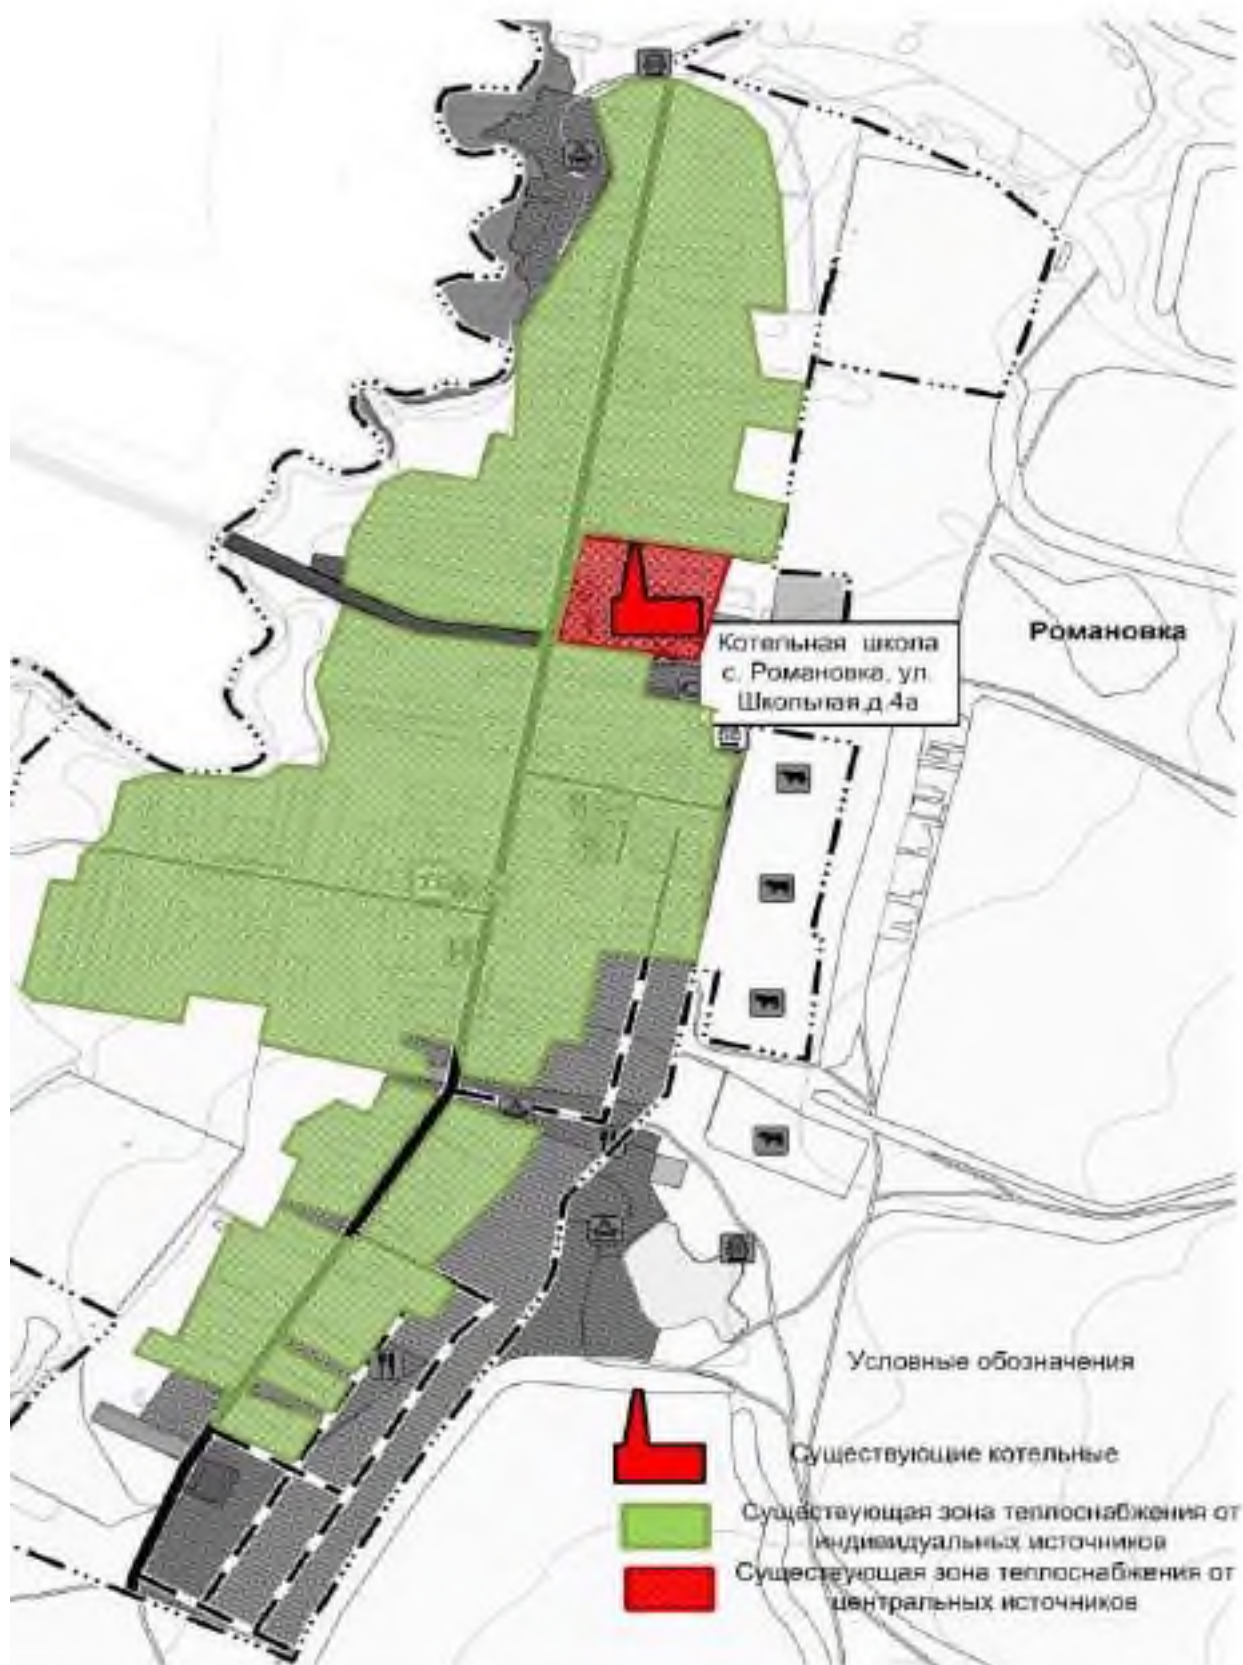 Романовка
Котельная школа
с. Романовка, ул.
Школьная,д.4а
Условные обозначения
Существующие котельные
Существующая зона теплоснабжения от
индивидуальных источников
Существующая зона теплоснабжения от
центральных источников